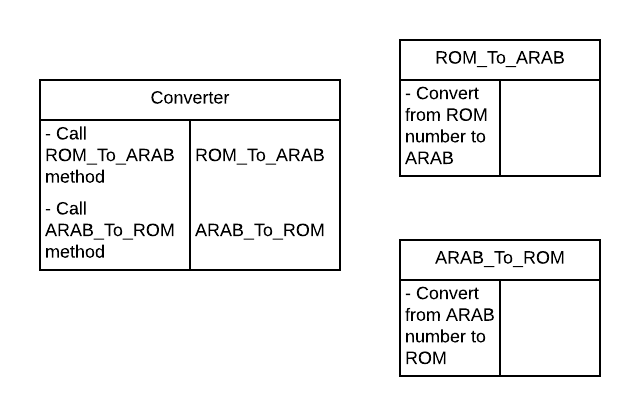 Converter
- Call
ROM_To_ARAB
method
ROM_To_ARAB
- Call
ARAB_To_ROM
method
ARAB_To_ROM
ROM_To_ARAB
- Convert
from ROM
number to
ARAB
ARAB_To_ROM
- Convert
from ARAB
number to
ROM